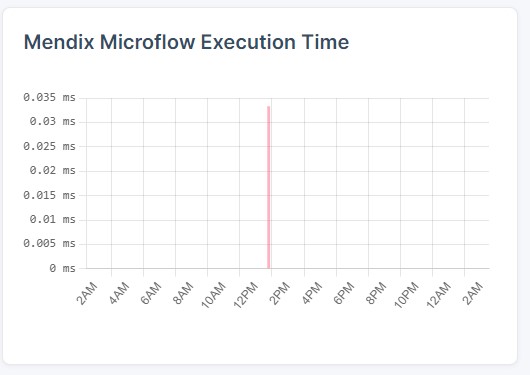 Mendix Microflow Execution Time
0.035 ms
0.03 ms
0.025 ms
0.02 ms
0.015 ms
0.01 ms
0.005 ms
0 ms
2AM 4AM 6AM 8AM 10AM 12PM 2PM 4PM 6PM 8PM 10PM 12AM 2AM